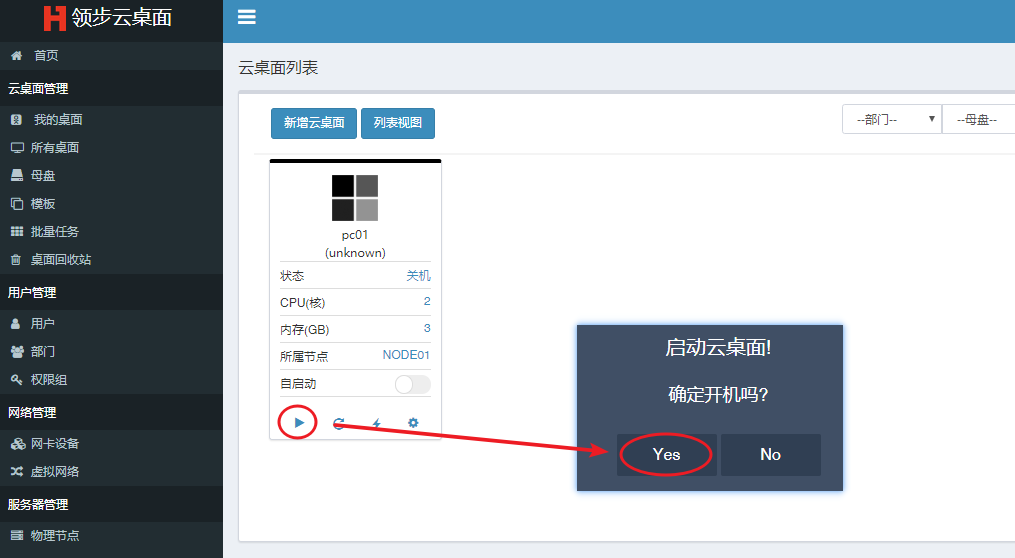 领步云桌面
首页
云桌面管理
我的桌面
所有桌面
母盘
模板
批量任务
桌面回收站
用户管理
用户
部门
权限组
网络管理
网卡设备
虚拟网络
服务器管理
物理节点
云桌面列表
新增云桌面 列表视图
--部门-- --母盘--
pc01
(unknown)
状态 关机
CPU(核) 2
内存(GB) 3
所属节点 NODE01
自启动
启动云桌面!
确定开机吗?
Yes No